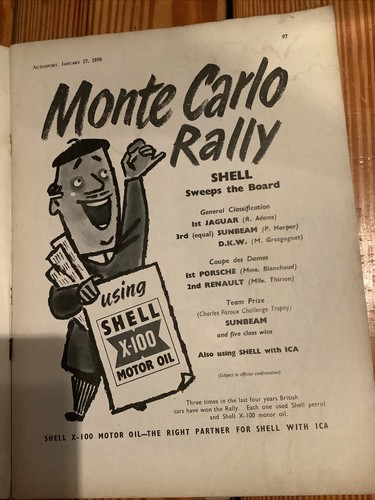 97
AUTOSPORT, JANUARY 27, 1956
Monte Carlo
Rally
SHELL
Sweeps the Board
General Classification
1st JAGUAR (R. Adams)
3rd (equal) SUNBEAM (P. Harper)
D.K.W. (M. Grosgogeat)
Coupe des Dames
1st PORSCHE (Mme. Blanchoud)
2nd RENAULT (Mlle. Thirion)
Team Prize
(Charles Faroux Challenge Trophy)
SUNBEAM
and five class wins
Also using SHELL with ICA
(Subject to official confirmation)
using
SHELL
X-100
MOTOR OIL
Three times in the last four years British
cars have won the Rally. Each one used Shell petrol
and Shell X-100 motor oil.
SHELL X-100 MOTOR OIL—THE RIGHT PARTNER FOR SHELL WITH ICA